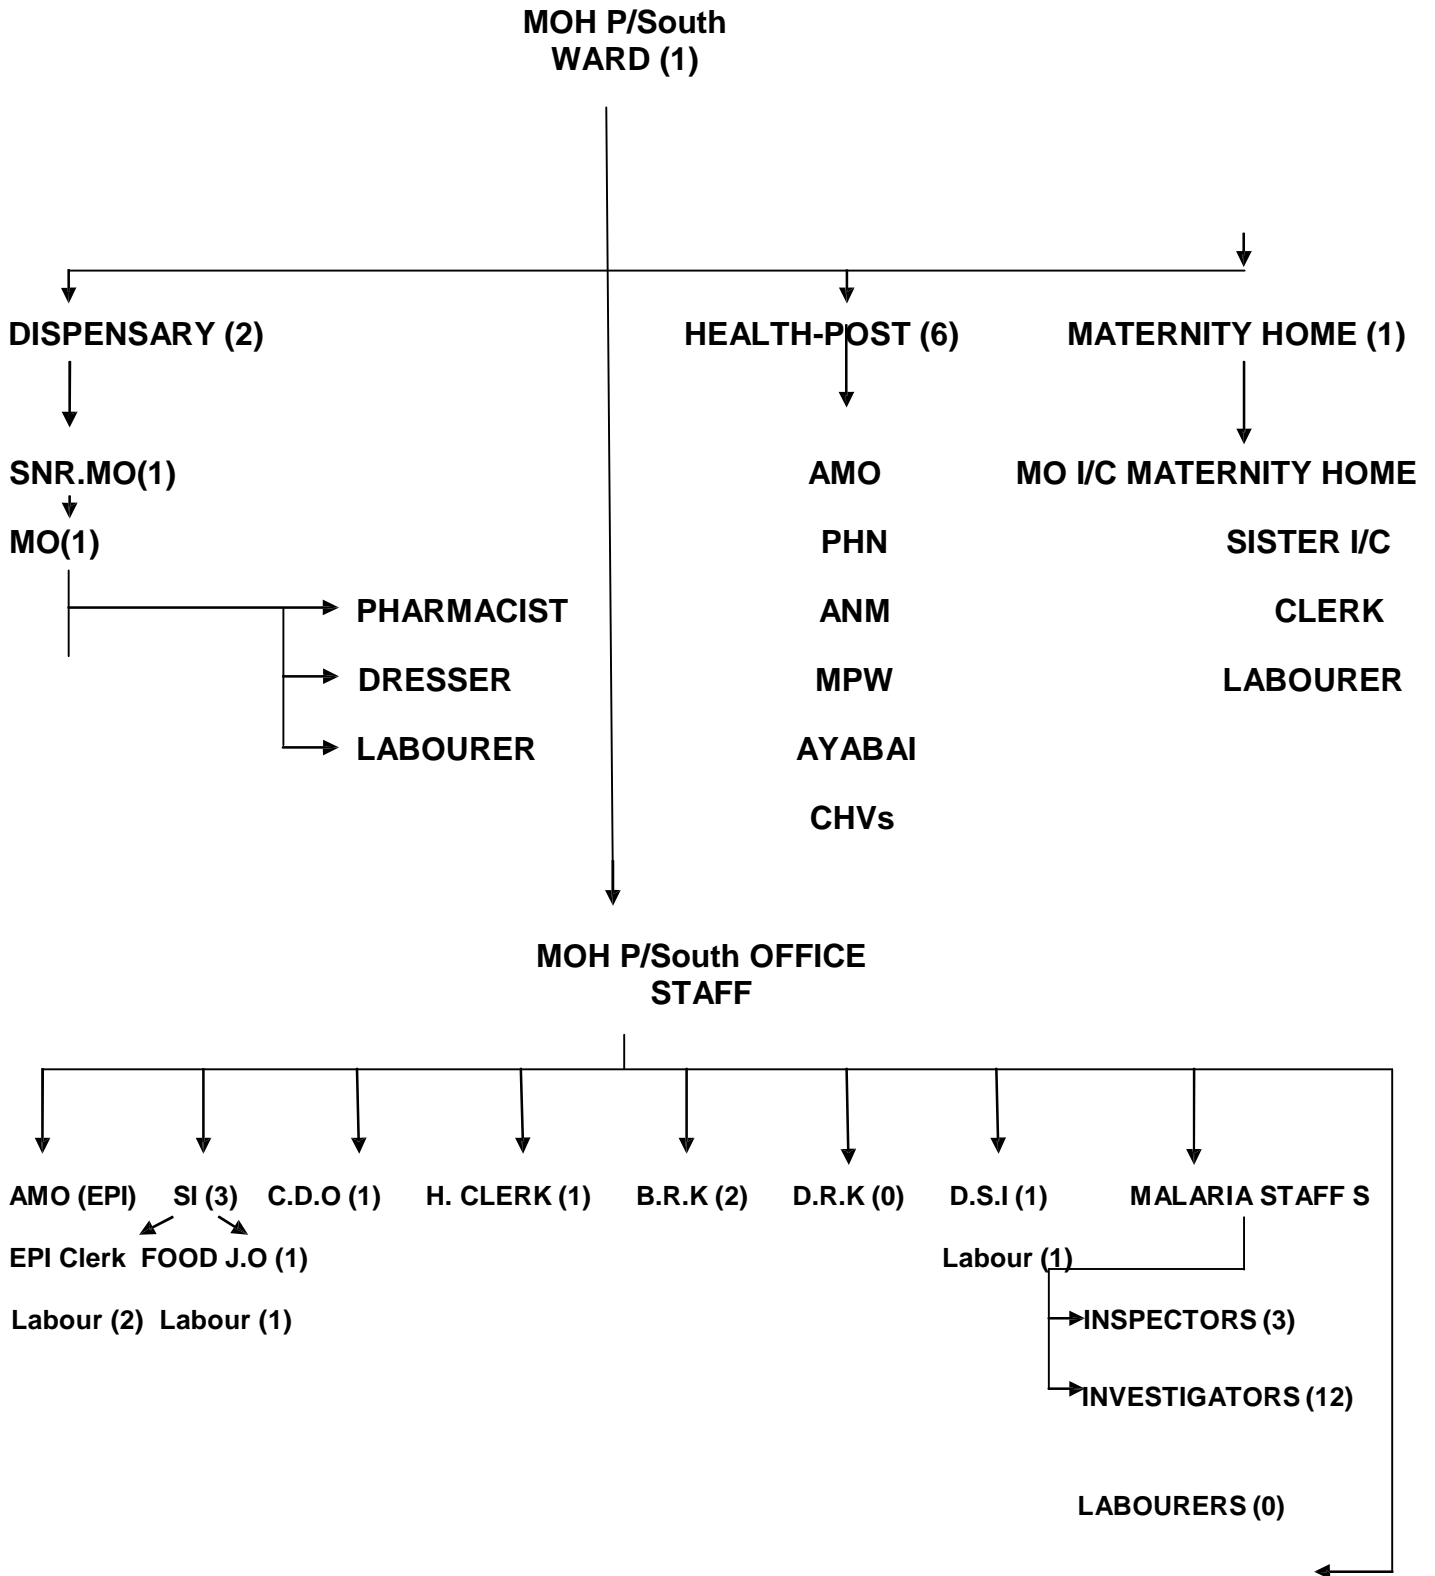 MOH P/South
WARD (1)
DISPENSARY (2) HEALTH-POST (6) MATERNITY HOME (1)
SNR.MO(1) AMO MO I/C MATERNITY HOME
MO(1) PHN SISTER I/C
PHARMACIST ANM CLERK
DRESSER MPW LABOURER
LABOURER AYABAI
CHVs
MOH P/South OFFICE
STAFF
AMO (EPI) SI (3) C.D.O (1) H. CLERK (1) B.R.K (2) D.R.K (0) D.S.I (1) MALARIA STAFF S
EPI Clerk FOOD J.O (1) Labour (1)
Labour (2) Labour (1) INSPECTORS (3)
INVESTIGATORS (12)
LABOURERS (0)